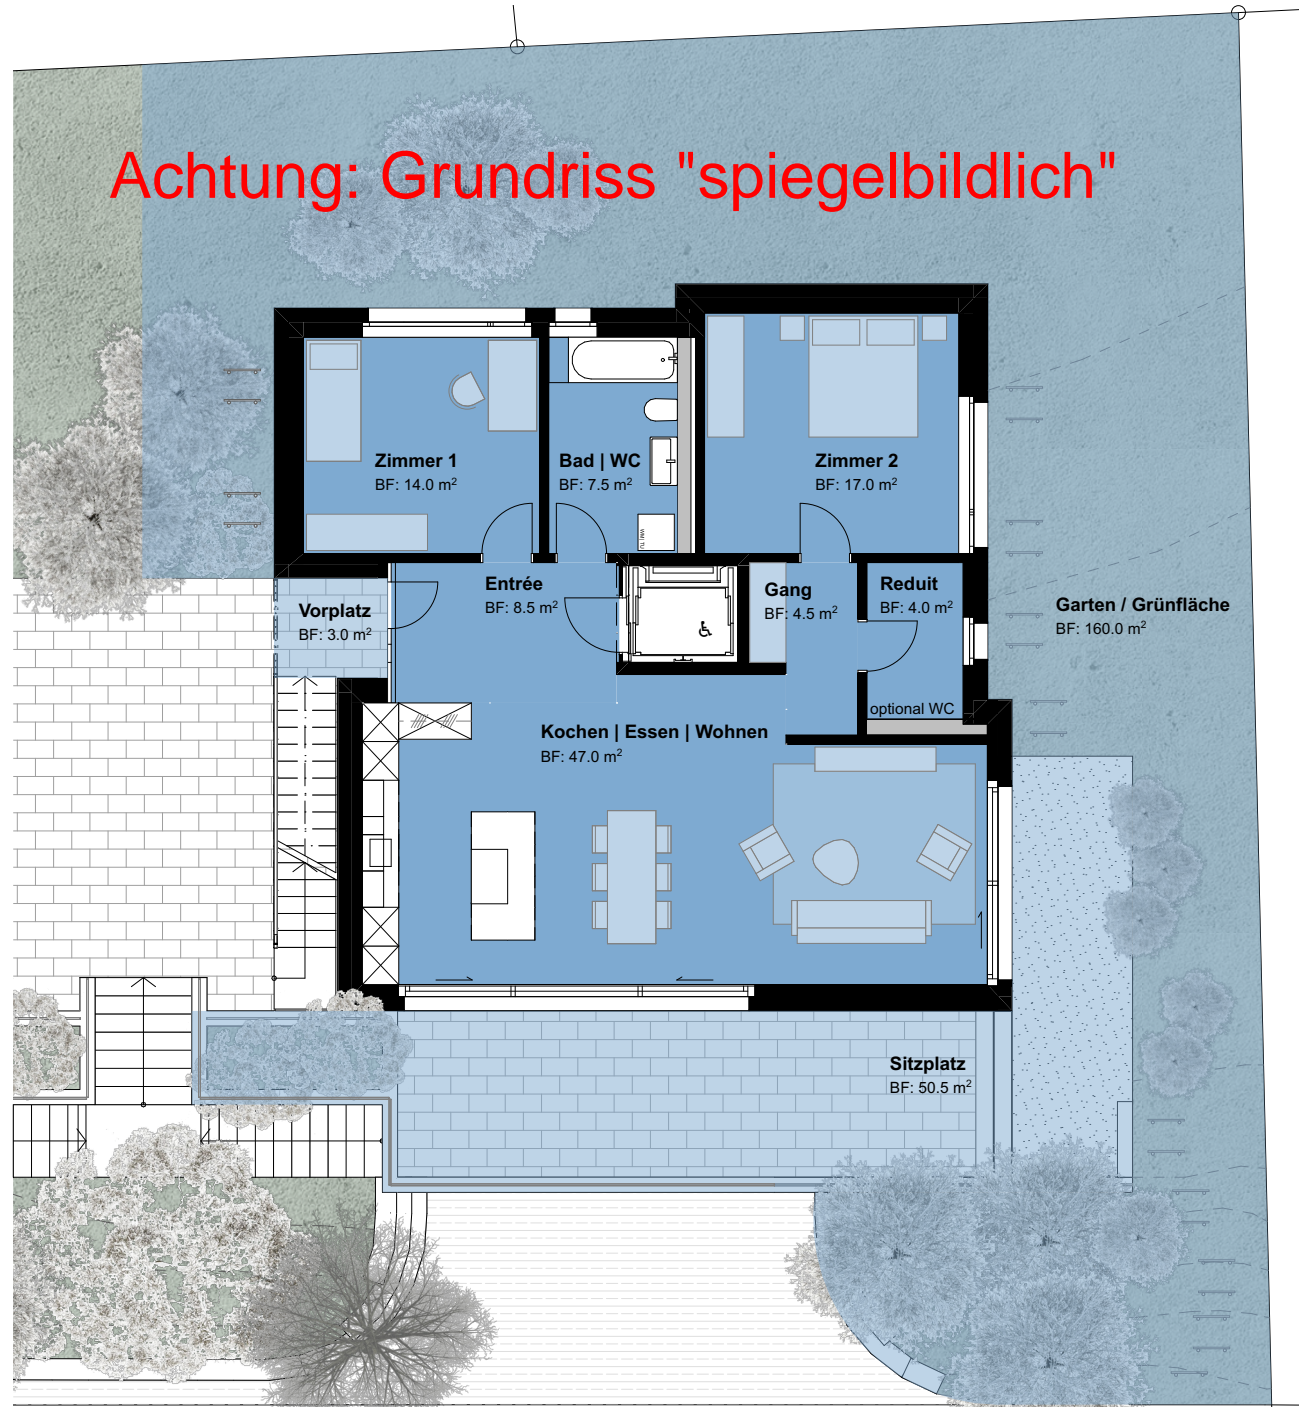 Achtung: Grundriss "spiegelbildlich"
Zimmer 1
BF: 14.0 m²
Bad | WC
BF: 7.5 m²
Zimmer 2
BF: 17.0 m²
WM | TU
Entrée
BF: 8.5 m²
Gang
BF: 4.5 m²
Reduit
BF: 4.0 m²
Vorplatz
BF: 3.0 m²
Garten / Grünfläche
BF: 160.0 m²
optional WC
Kochen | Essen | Wohnen
BF: 47.0 m²
Sitzplatz
BF: 50.5 m²